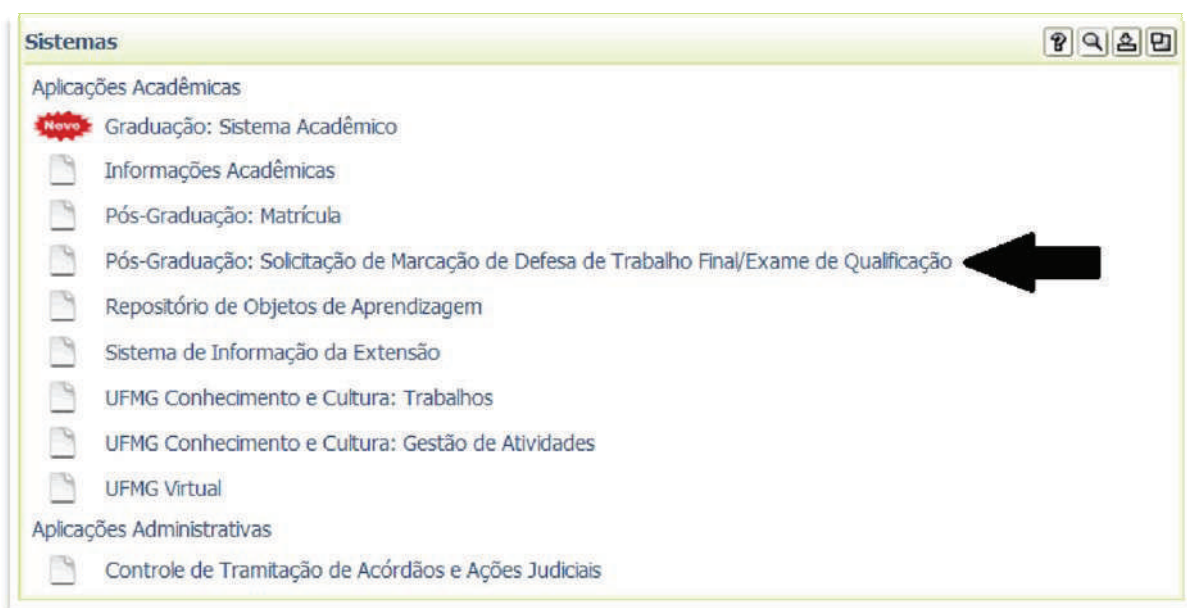 Sistemas
Aplicações Acadêmicas
Novo Graduação: Sistema Acadêmico
Informações Acadêmicas
Pós-Graduação: Matrícula
Pós-Graduação: Solicitação de Marcação de Defesa de Trabalho Final/Exame de Qualificação
Repositório de Objetos de Aprendizagem
Sistema de Informação da Extensão
UFMG Conhecimento e Cultura: Trabalhos
UFMG Conhecimento e Cultura: Gestão de Atividades
UFMG Virtual
Aplicações Administrativas
Controle de Tramitação de Acórdãos e Ações Judiciais